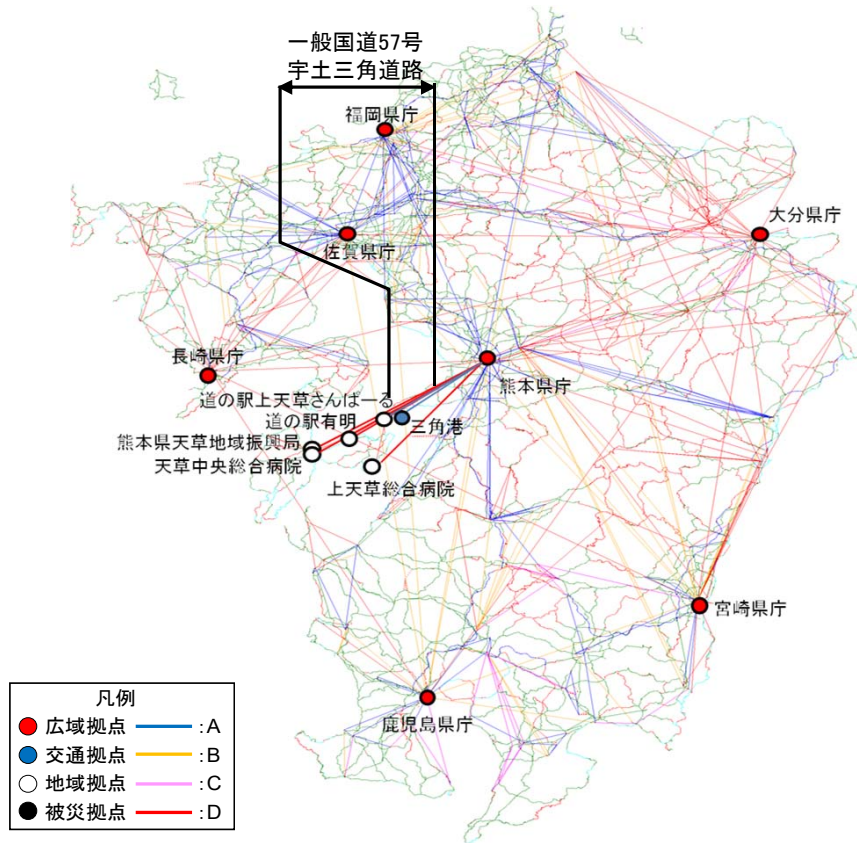 一般国道57号
宇土三角道路
福岡県庁
大分県庁
佐賀県庁
長崎県庁
熊本県庁
道の駅上天草さんぱーる
道の駅有明
三角港
熊本県天草地域振興局
天草中央総合病院
上天草総合病院
宮崎県庁
鹿児島県庁
凡例
広域拠点 :A
交通拠点 :B
地域拠点 :C
被災拠点 :D